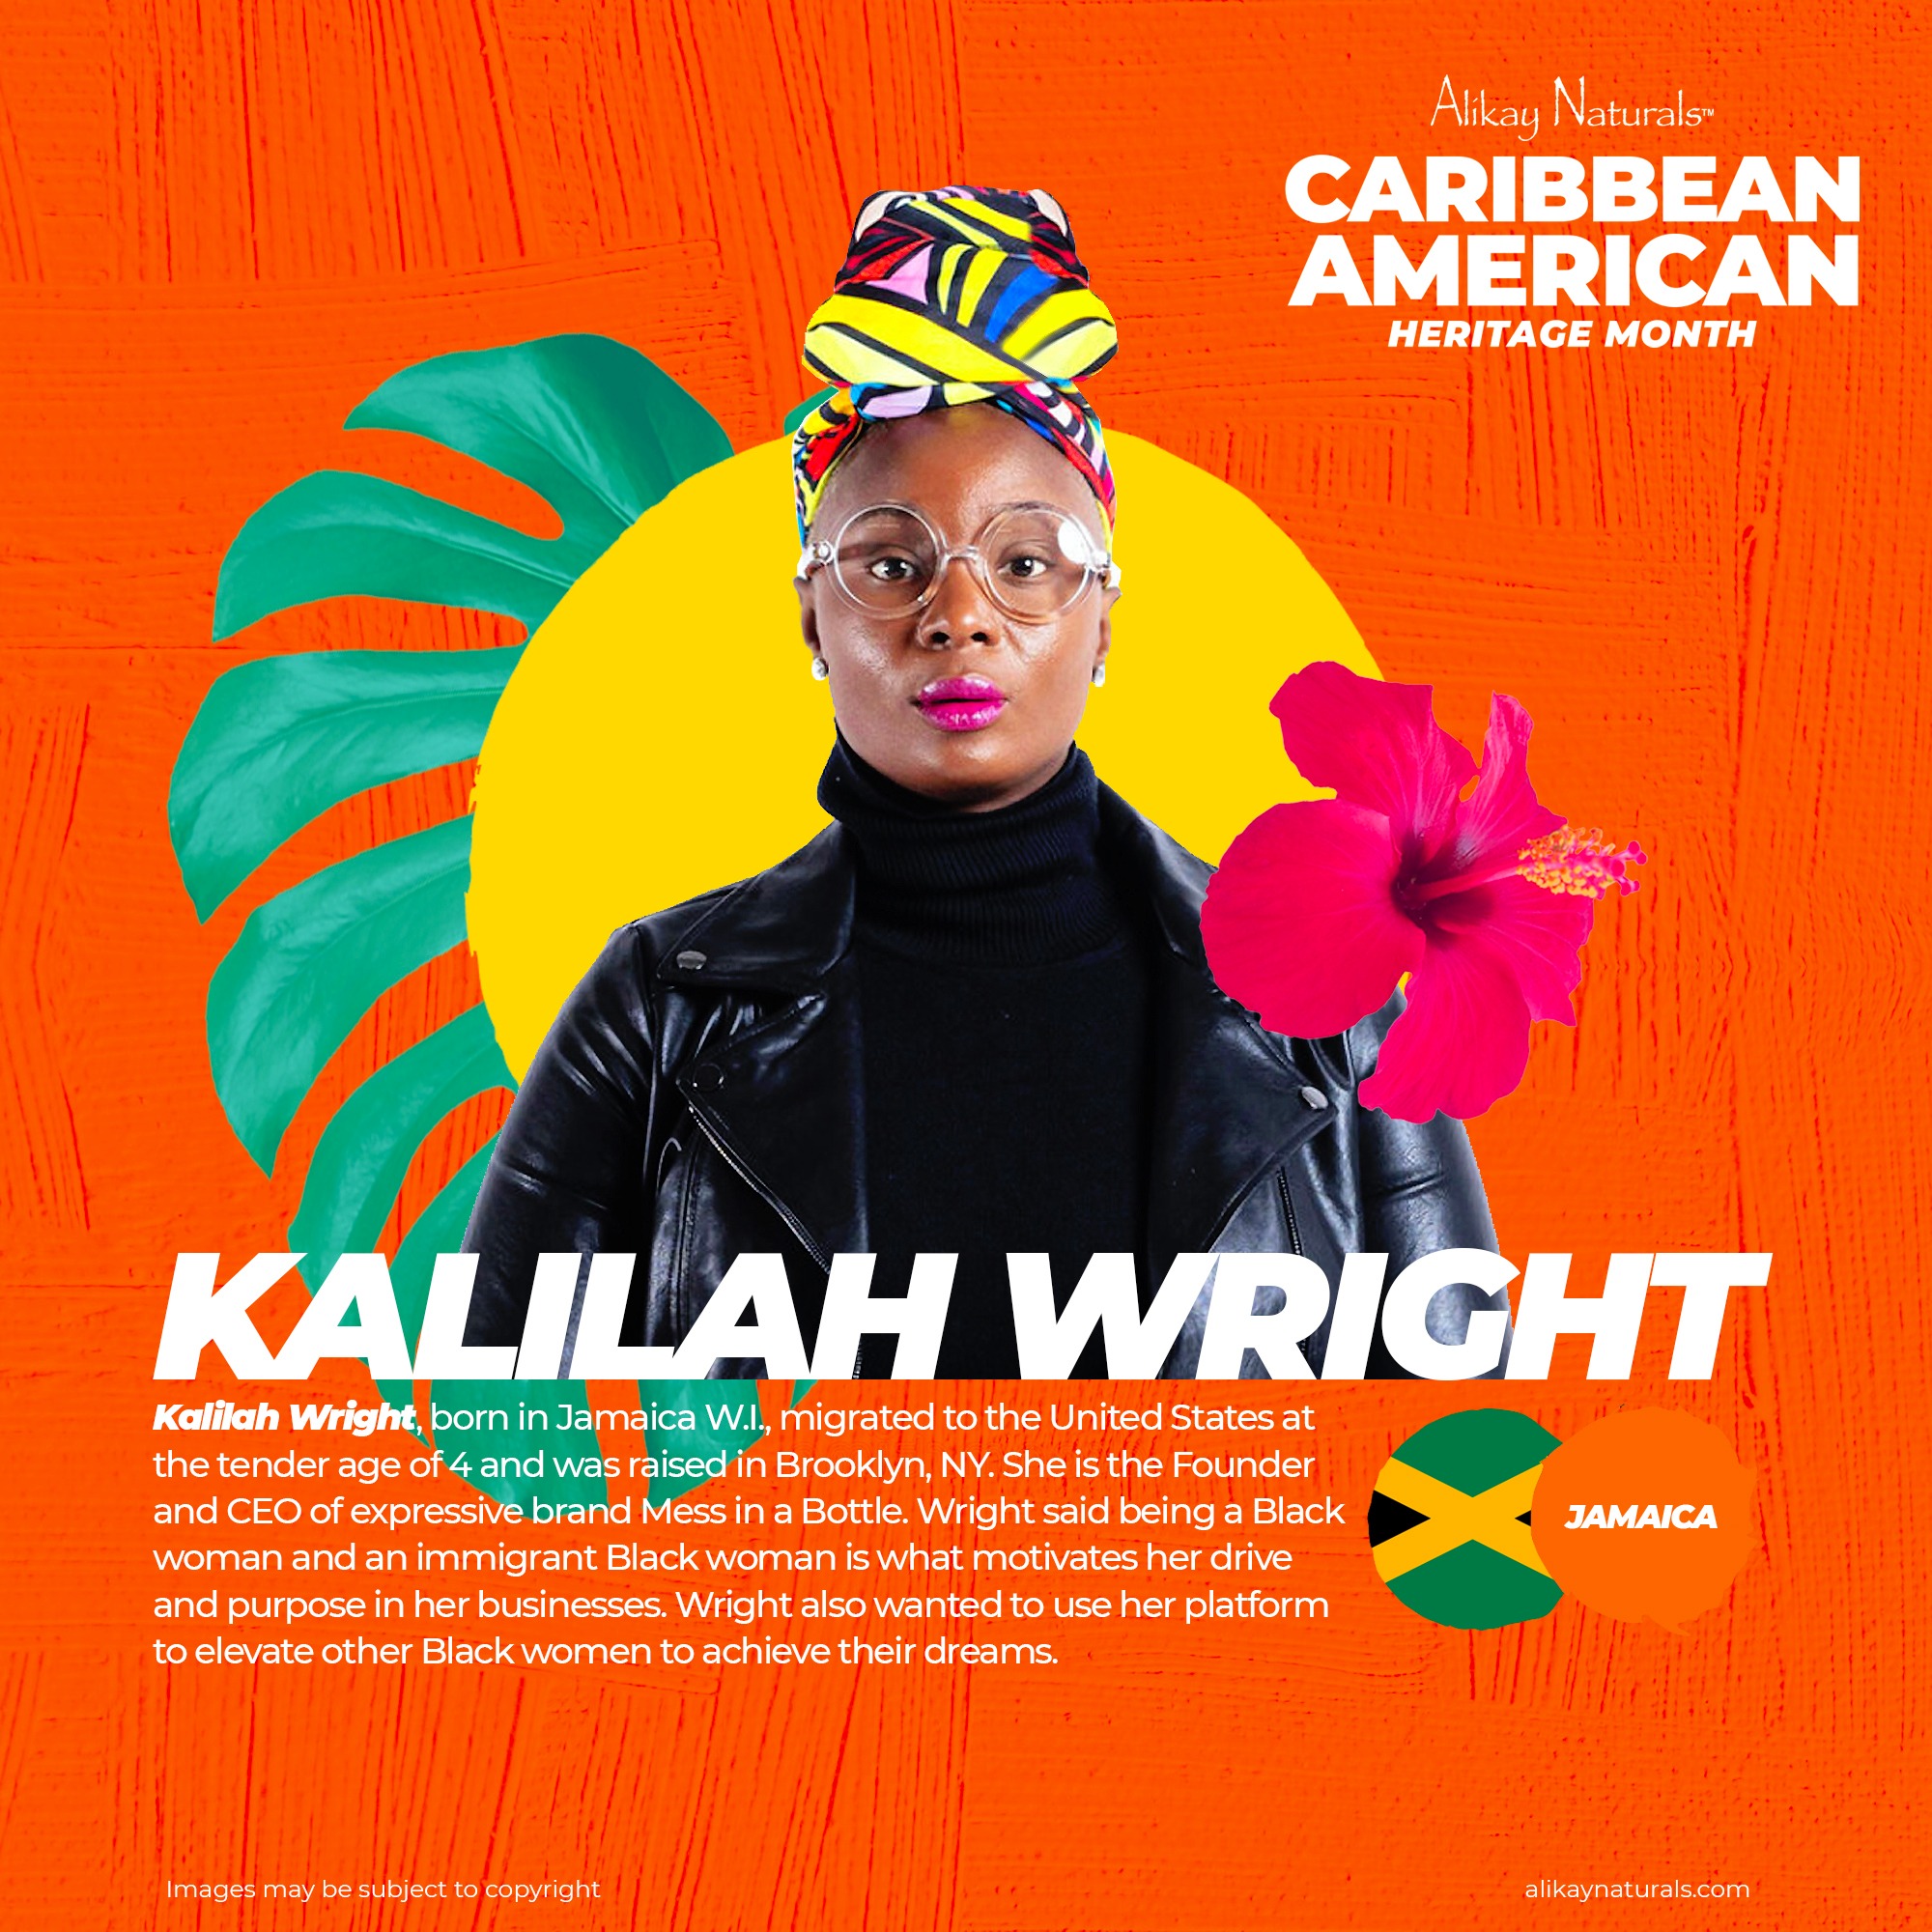 Alikay Naturals™
CARIBBEAN
AMERICAN
HERITAGE MONTH
KALILAH WRIGHT
Kalilah Wright, born in Jamaica W.I., migrated to the United States at
the tender age of 4 and was raised in Brooklyn, NY. She is the Founder
and CEO of expressive brand Mess in a Bottle. Wright said being a Black
woman and an immigrant Black woman is what motivates her drive
and purpose in her businesses. Wright also wanted to use her platform
to elevate other Black women to achieve their dreams.
JAMAICA
Images may be subject to copyright
alikaynaturals.com